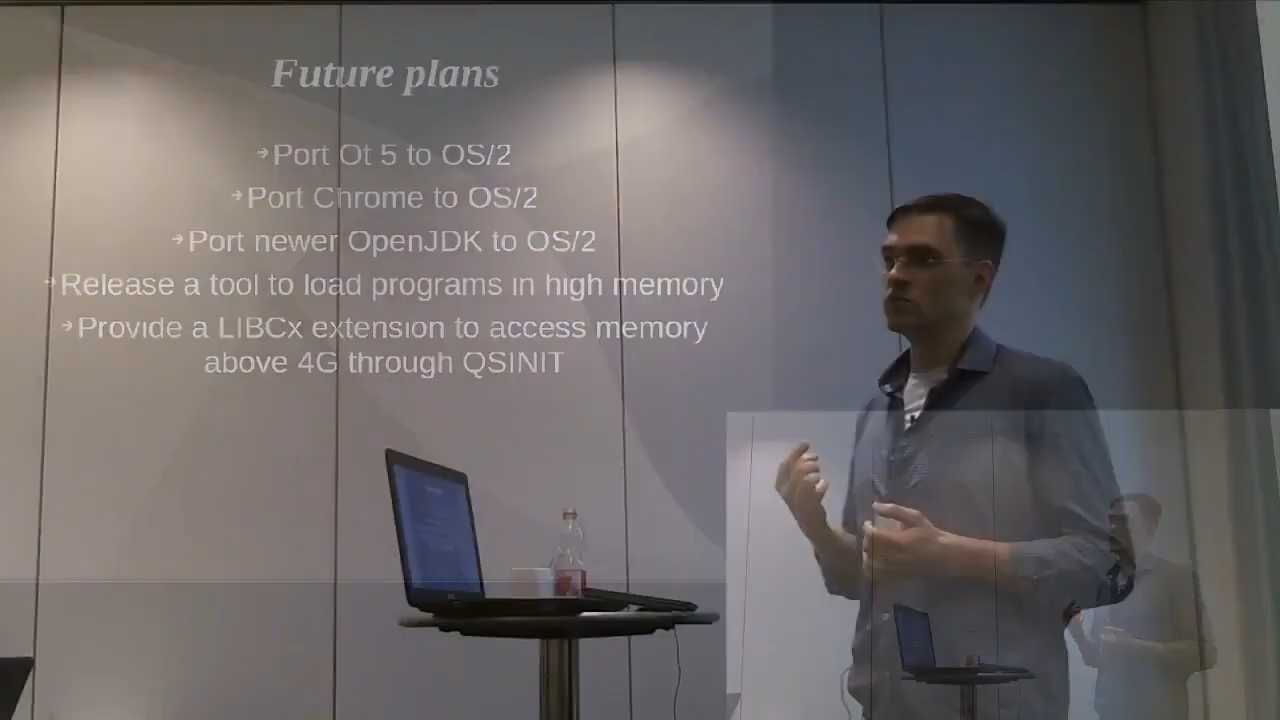 Future plans
Port Qt 5 to OS/2
Port Chrome to OS/2
Port newer OpenJDK to OS/2
Release a tool to load programs in high memory
Provide a LIBCx extension to access memory
above 4G through QSINIT